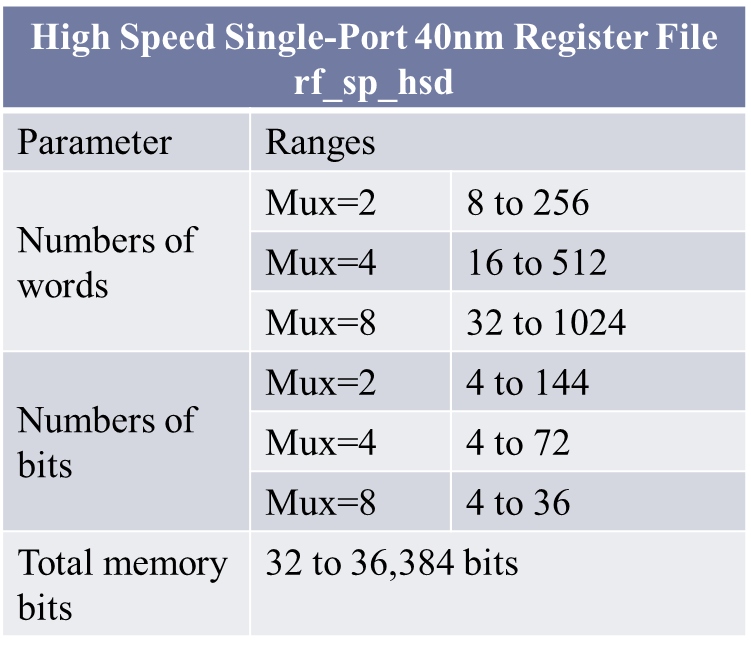 High Speed Single-Port 40nm Register File
rf_sp_hsd
Parameter
Ranges
Numbers of
words
Mux=2
8 to 256
Mux=4
16 to 512
Mux=8
32 to 1024
Numbers of
bits
Mux=2
4 to 144
Mux=4
4 to 72
Mux=8
4 to 36
Total memory
bits
32 to 36,384 bits